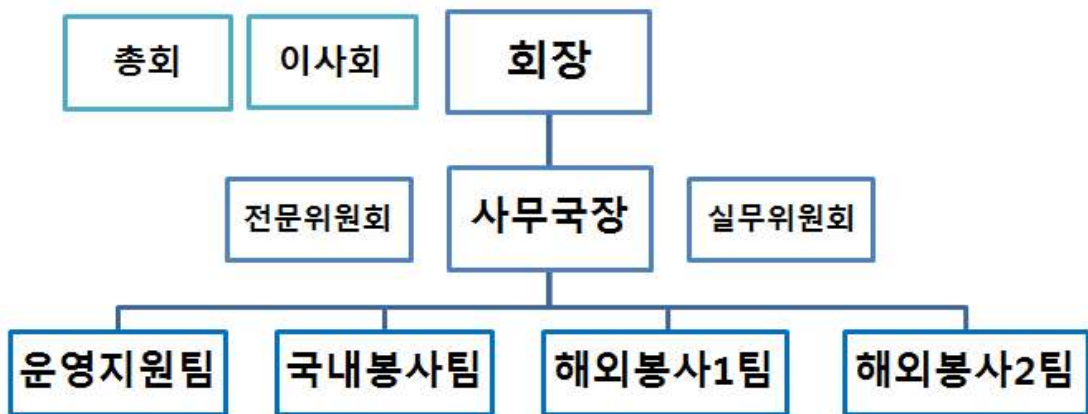 총회
이사회
회장
전문위원회
사무국장
실무위원회
운영지원팀
국내봉사팀
해외봉사1팀
해외봉사2팀